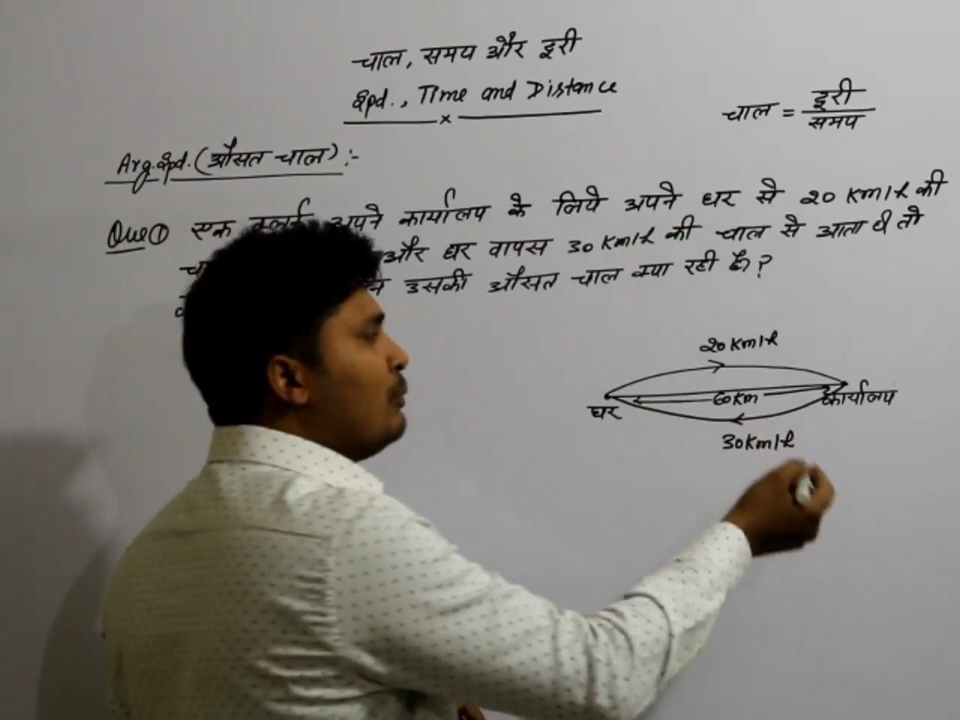 चाल, समय और दूरी
Spd., Time and Distance
चाल = दूरी / समय
Avg. Spd. (औसत चाल) :-
Que① एक अपने कार्यालय के लिये अपने घर से 20 Km/h की
और घर वापस 30 Km/h की चाल से आता है तो
उसकी औसत चाल क्या रही है?
20 Km/h
घर 60 Km कार्यालय
30 Km/h